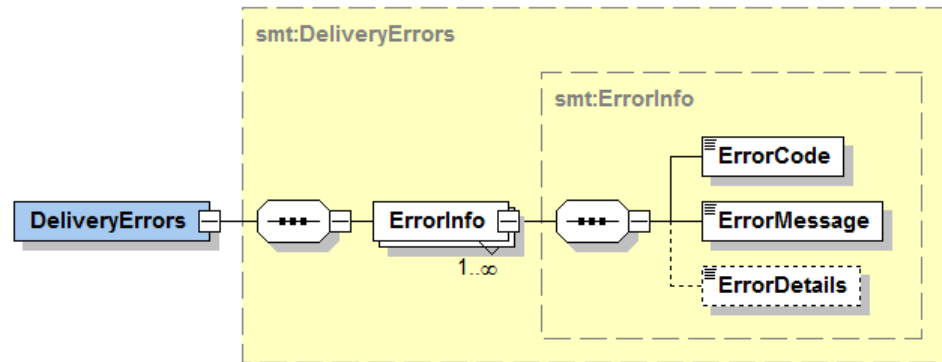 smt:DeliveryErrors
smt:ErrorInfo
ErrorCode
DeliveryErrors
ErrorInfo
ErrorMessage
1..∞
ErrorDetails